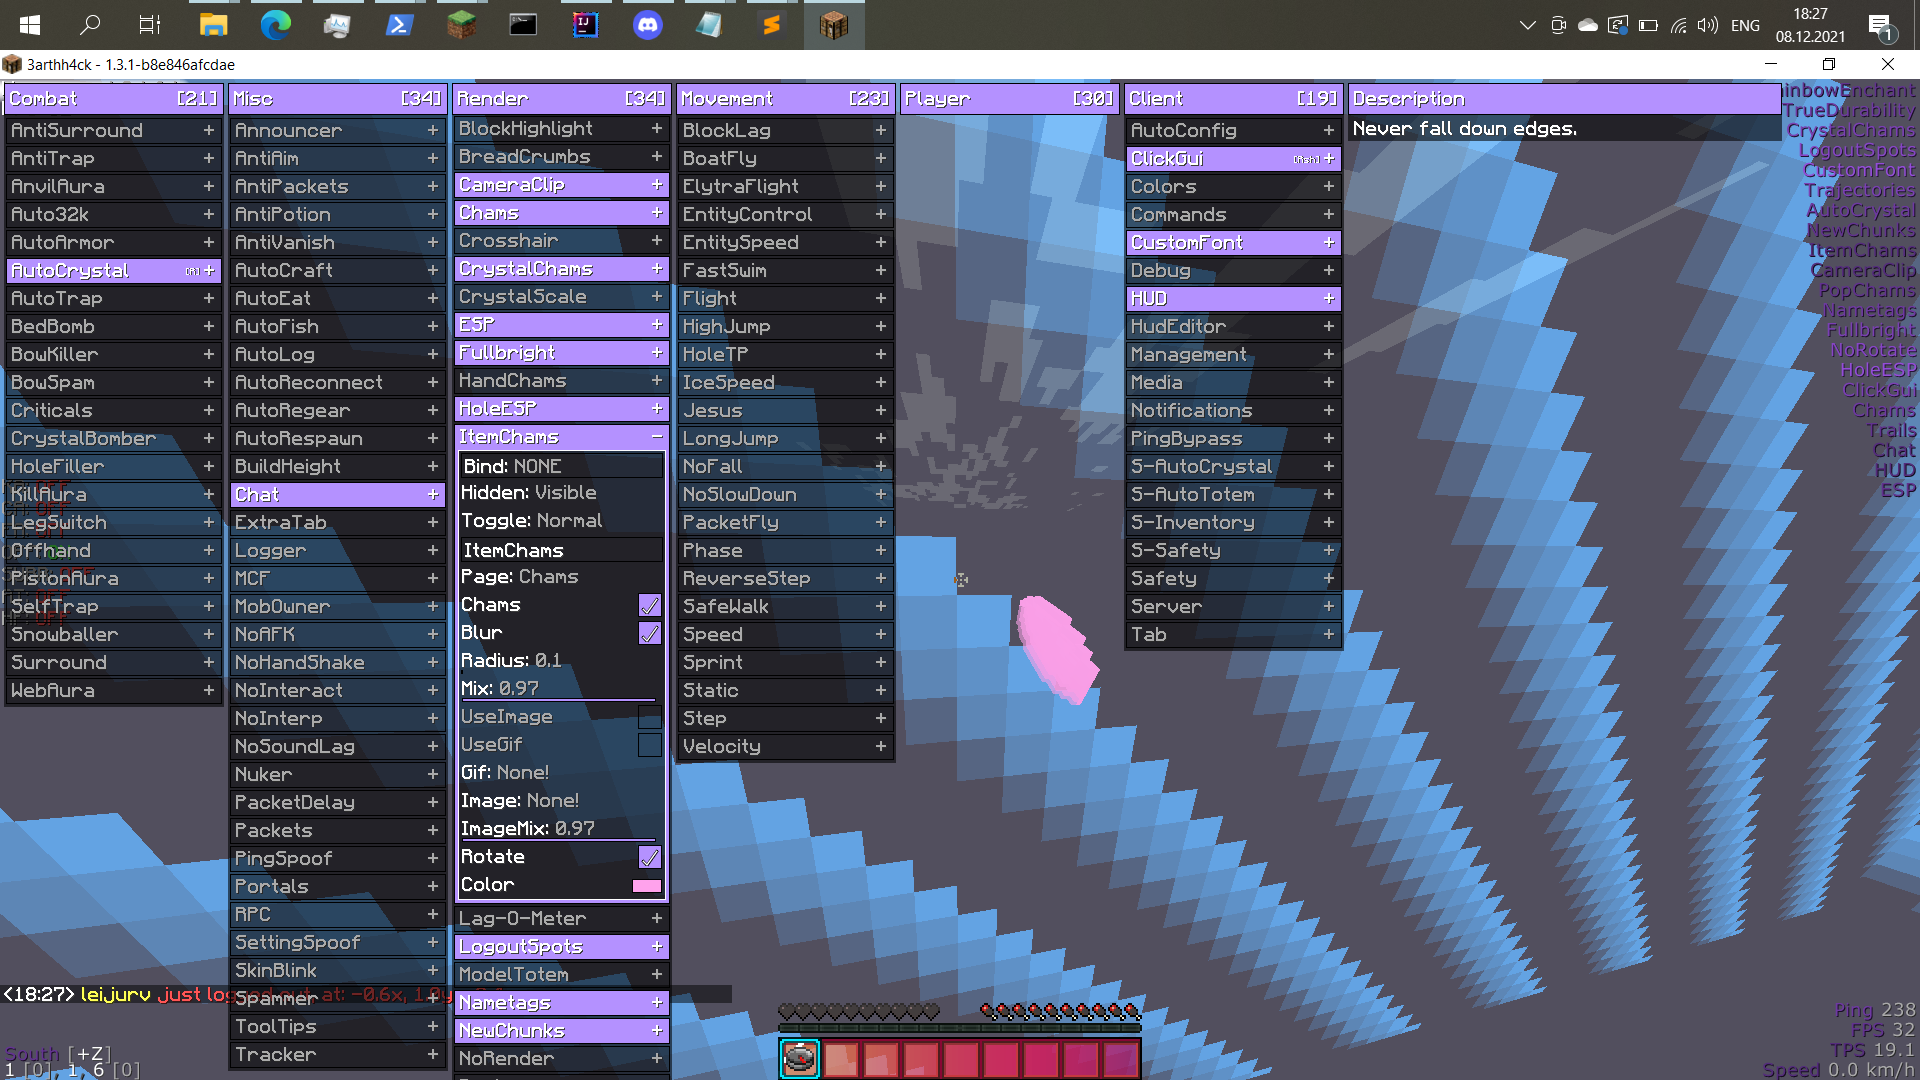 ENG
18:27
08.12.2021
1
3arthh4ck - 1.3.1-b8e846afcdae
Combat [21]
AntiSurround +
AntiTrap +
AnvilAura +
Auto32k +
AutoArmor +
AutoCrystal [R] +
AutoTrap +
BedBomb +
BowKiller +
BowSpam +
Criticals +
CrystalBomber +
HoleFiller +
KillAura +
LegSwitch +
Offhand +
PistonAura +
SelfTrap +
Snowballer +
Surround +
WebAura +
Misc [34]
Announcer +
AntiAim +
AntiPackets +
AntiPotion +
AntiVanish +
AutoCraft +
AutoEat +
AutoFish +
AutoLog +
AutoReconnect +
AutoRegear +
AutoRespawn +
BuildHeight +
Chat +
ExtraTab +
Logger +
MCF +
MobOwner +
NoAFK +
NoHandShake +
NoInteract +
NoInterp +
NoSoundLag +
Nuker +
PacketDelay +
Packets +
PingSpoof +
Portals +
RPC +
SettingSpoof +
SkinBlink +
Spammer +
ToolTips +
Tracker +
Render [34]
BlockHighlight +
BreadCrumbs +
CameraClip +
Chams +
Crosshair +
CrystalChams +
CrystalScale +
ESP +
Fullbright +
HandChams +
HoleESP +
ItemChams −
Bind: NONE
Hidden: Visible
Toggle: Normal
ItemChams
Page: Chams
Chams
Blur
Radius: 0.1
Mix: 0.97
UseImage
UseGif
Gif: None!
Image: None!
ImageMix: 0.97
Rotate
Color
Lag-O-Meter +
LogoutSpots +
ModelTotem +
Nametags +
NewChunks +
NoRender +
Movement [23]
BlockLag +
BoatFly +
ElytraFlight +
EntityControl +
EntitySpeed +
FastSwim +
Flight +
HighJump +
HoleTP +
IceSpeed +
Jesus +
LongJump +
NoFall +
NoSlowDown +
PacketFly +
Phase +
ReverseStep +
SafeWalk +
Speed +
Sprint +
Static +
Step +
Velocity +
Player [30]
Client [19]
AutoConfig +
ClickGui [Rsh] +
Colors +
Commands +
CustomFont +
Debug +
HUD +
HudEditor +
Management +
Media +
Notifications +
PingBypass +
S-AutoCrystal +
S-AutoTotem +
S-Inventory +
S-Safety +
Safety +
Server +
Tab +
Description
Never fall down edges.
inbowEnchant
TrueDurability
CrystalChams
LogoutSpots
CustomFont
Trajectories
AutoCrystal
NewChunks
ItemChams
CameraClip
PopChams
Nametags
Fullbright
NoRotate
HoleESP
ClickGui
Chams
Trails
Chat
HUD
ESP
<18:27> leijurv just log at: -0.6x, 1.0y
South [+Z]
1 [0], 1, 6 [0]
Ping 238
FPS 32
TPS 19.1
Speed 0.0 km/h